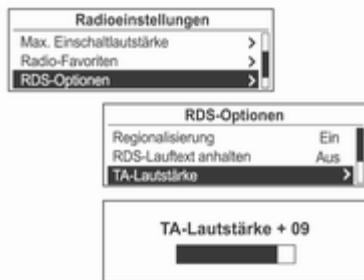 Radioeinstellungen
Max. Einschaltlautstärke
Radio-Favoriten
RDS-Optionen
RDS-Optionen
Regionalisierung Ein
RDS-Lauftext anhalten Aus
TA-Lautstärke
TA-Lautstärke + 09